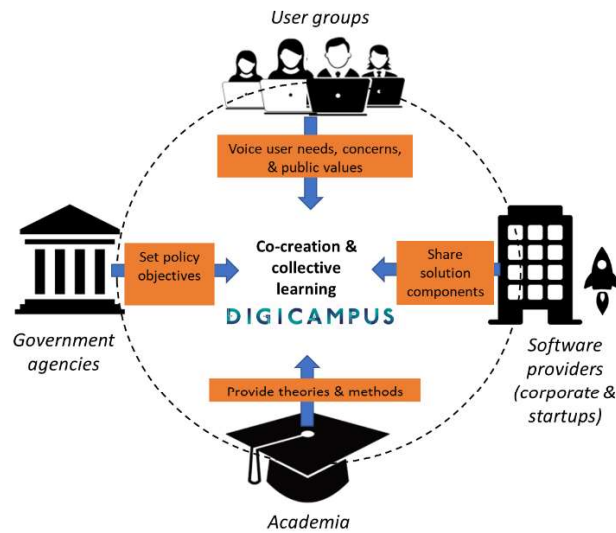 User groups
Voice user needs, concerns,
& public values
Set policy
objectives
Co-creation &
collective
learning
DIGICAMPUS
Share
solution
components
Government
agencies
Software
providers
(corporate &
startups)
Provide theories & methods
Academia